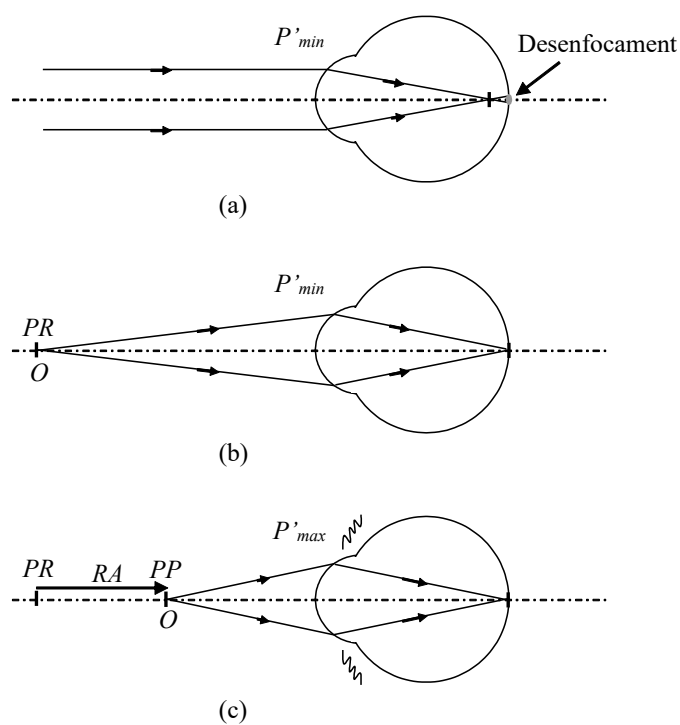 P'min
Desenfocament
(a)
P'min
PR
O
(b)
P'max
PR RA PP
O
(c)